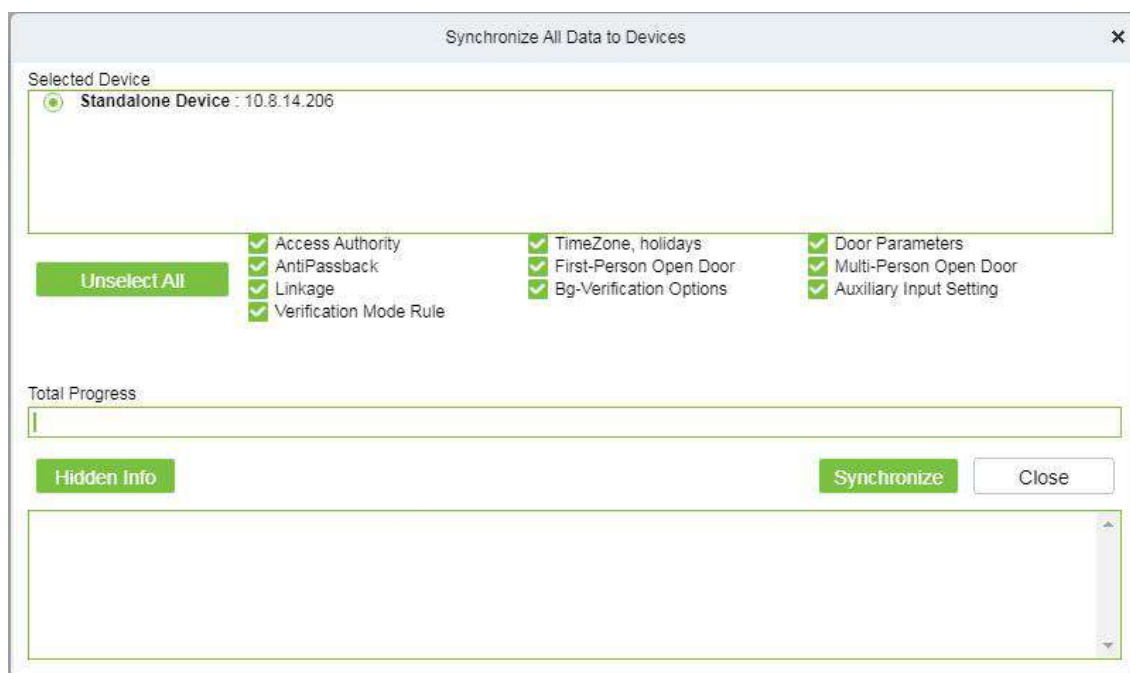 Synchronize All Data to Devices
Selected Device
Standalone Device : 10.8.14.206
Unselect All
Access Authority
TimeZone, holidays
Door Parameters
AntiPassback
First-Person Open Door
Multi-Person Open Door
Linkage
Bg-Verification Options
Auxiliary Input Setting
Verification Mode Rule
Total Progress
Hidden Info
Synchronize
Close